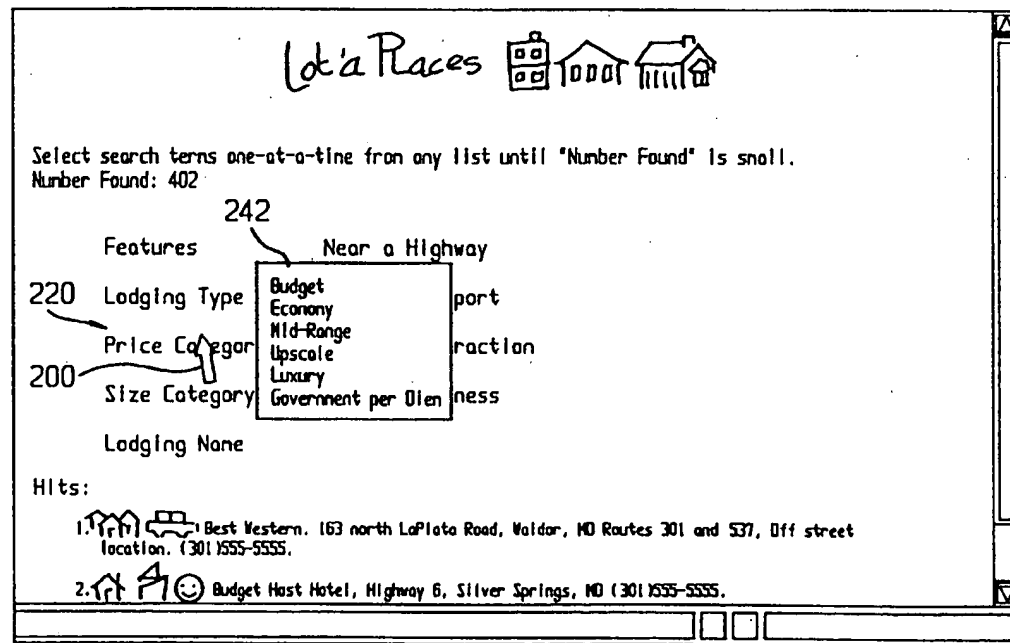 Lot'a Places
Select search terns one-at-a-tine fron any list until "Nunber Found" is snall.
Nunber Found: 402
242
Features Near a Highway
Budget
220 Lodging Type port
Econony
Mid-Range
Price Categor raction
Upscale
200
Luxury
Size Category Governnent per Dien ness
Lodging Nane
Hits:
1. Best Western. 163 north LaPlata Road, Waldor, MD Routes 301 and 537, Off street
location. (301)555-5555.
2. Budget Host Hotel, Highway 6, Silver Springs, MD (301)555-5555.